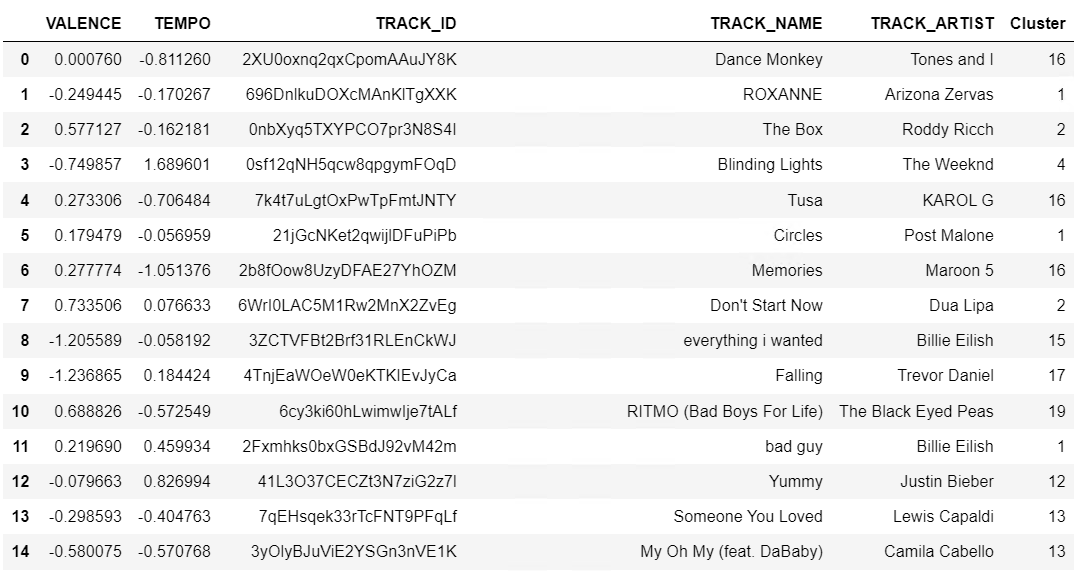 VALENCE TEMPO TRACK_ID TRACK_NAME TRACK_ARTIST Cluster
0 0.000760 -0.811260 2XU0oxnq2qxCpomAAuJY8K Dance Monkey Tones and I 16
1 -0.249445 -0.170267 696DnlkuDOXcMAnKlTgXXK ROXANNE Arizona Zervas 1
2 0.577127 -0.162181 0nbXyq5TXYPCO7pr3N8S4I The Box Roddy Ricch 2
3 -0.749857 1.689601 0sf12qNH5qcw8qpgymFOqD Blinding Lights The Weeknd 4
4 0.273306 -0.706484 7k4t7uLgtOxPwTpFmtJNTY Tusa KAROL G 16
5 0.179479 -0.056959 21jGcNKet2qwijlDFuPiPb Circles Post Malone 1
6 0.277774 -1.051376 2b8fOow8UzyDFAE27YhOZM Memories Maroon 5 16
7 0.733506 0.076633 6WrI0LAC5M1Rw2MnX2ZvEg Don't Start Now Dua Lipa 2
8 -1.205589 -0.058192 3ZCTVFBt2Brf31RLEnCkWJ everything i wanted Billie Eilish 15
9 -1.236865 0.184424 4TnjEaWOeW0eKTKIEvJyCa Falling Trevor Daniel 17
10 0.688826 -0.572549 6cy3ki60hLwimwIje7tALf RITMO (Bad Boys For Life) The Black Eyed Peas 19
11 0.219690 0.459934 2Fxmhks0bxGSBdJ92vM42m bad guy Billie Eilish 1
12 -0.079663 0.826994 41L3O37CECZt3N7ziG2z7l Yummy Justin Bieber 12
13 -0.298593 -0.404763 7qEHsqek33rTcFNT9PFqLf Someone You Loved Lewis Capaldi 13
14 -0.580075 -0.570768 3yOlyBJuViE2YSGn3nVE1K My Oh My (feat. DaBaby) Camila Cabello 13